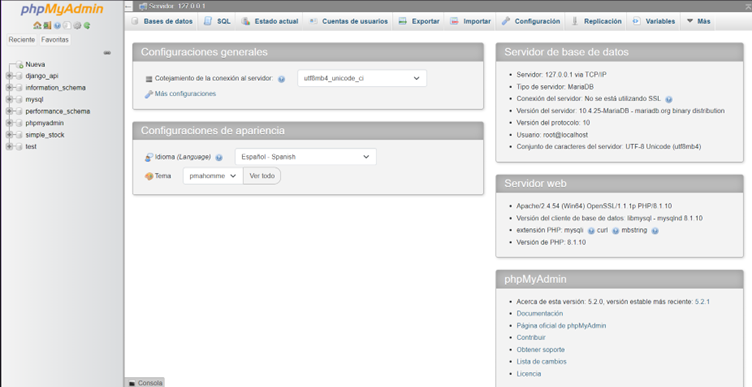 phpMyAdmin
Reciente Favoritas
Nueva
django_api
information_schema
mysql
performance_schema
phpmyadmin
simple_stock
test
Servidor: 127.0.0.1
Bases de datos SQL Estado actual Cuentas de usuarios Exportar Importar Configuración Replicación Variables Más
Configuraciones generales
Cotejamiento de la conexión al servidor: utf8mb4_unicode_ci
Más configuraciones
Configuraciones de apariencia
Idioma (Language) Español - Spanish
Tema pmahomme Ver todo
Servidor de base de datos
Servidor: 127.0.0.1 via TCP/IP
Tipo de servidor: MariaDB
Conexión del servidor: No se está utilizando SSL
Versión del servidor: 10.4.25-MariaDB - mariadb.org binary distribution
Versión del protocolo: 10
Usuario: root@localhost
Conjunto de caracteres del servidor: UTF-8 Unicode (utf8mb4)
Servidor web
Apache/2.4.54 (Win64) OpenSSL/1.1.1p PHP/8.1.10
Versión del cliente de base de datos: libmysql - mysqlnd 8.1.10
extensión PHP: mysqli curl mbstring
Versión de PHP: 8.1.10
phpMyAdmin
Acerca de esta versión: 5.2.0, versión estable más reciente: 5.2.1
Documentación
Página oficial de phpMyAdmin
Contribuir
Obtener soporte
Lista de cambios
Licencia
Consola